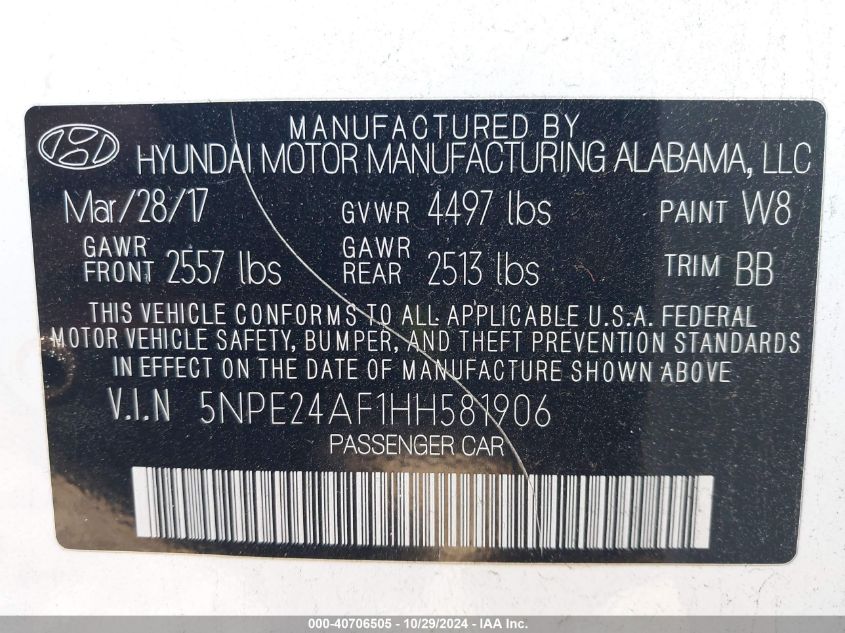 MANUFACTURED BY
HYUNDAI MOTOR MANUFACTURING ALABAMA, LLC
Mar/28/17 GVWR 4497 lbs PAINT W8
GAWR FRONT 2557 lbs GAWR REAR 2513 lbs TRIM BB
THIS VEHICLE CONFORMS TO ALL APPLICABLE U.S.A. FEDERAL
MOTOR VEHICLE SAFETY, BUMPER, AND THEFT PREVENTION STANDARDS
IN EFFECT ON THE DATE OF MANUFACTURE SHOWN ABOVE
V.I.N 5NPE24AF1HH581906
PASSENGER CAR
000-40706505 - 10/29/2024 - IAA Inc.